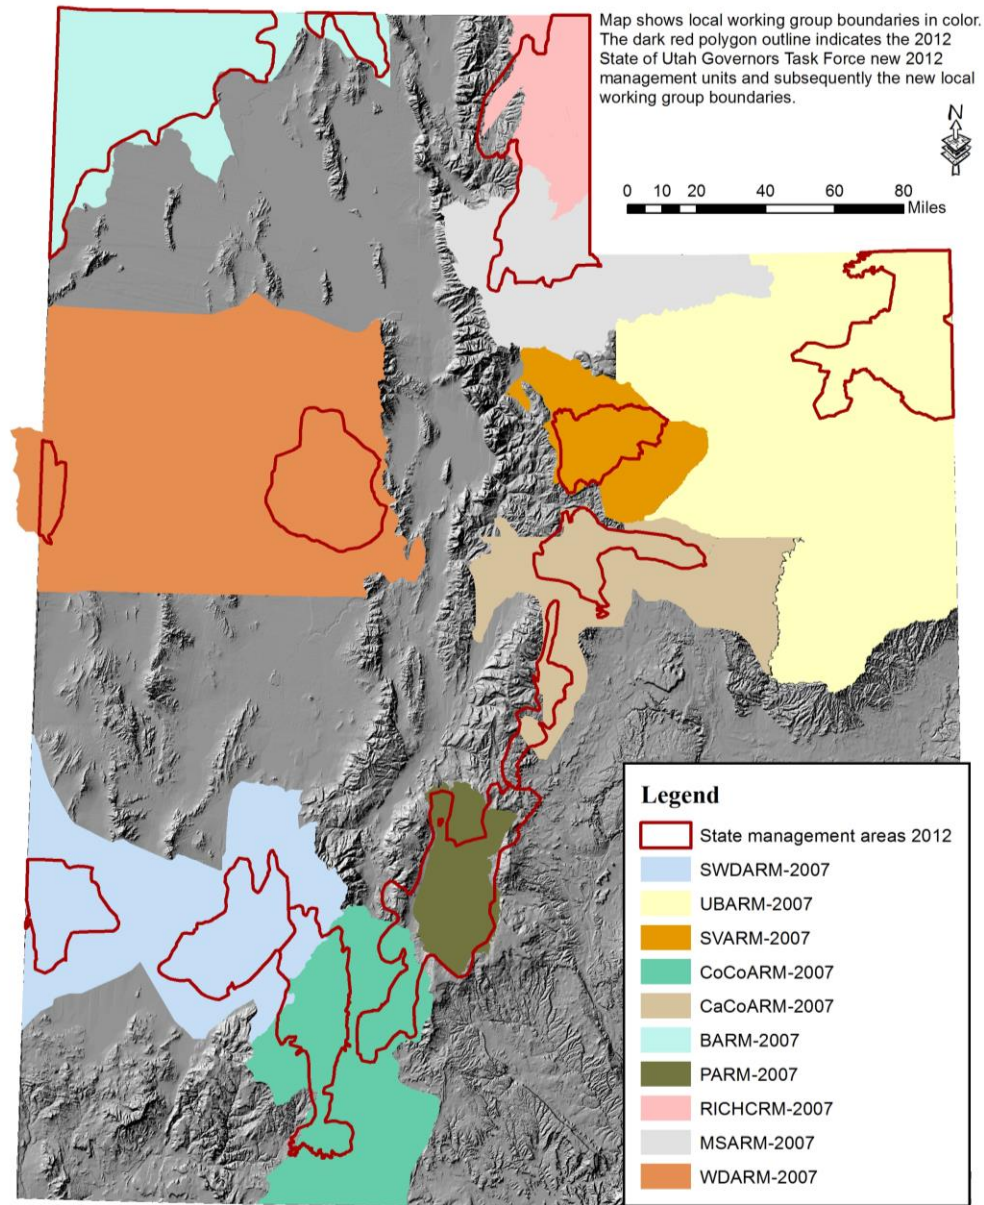 Map shows local working group boundaries in color.
The dark red polygon outline indicates the 2012
State of Utah Governors Task Force new 2012
management units and subsequently the new local
working group boundaries.
N
0 10 20 40 60 80
Miles
Legend
State management areas 2012
SWDARM-2007
UBARM-2007
SVARM-2007
CoCoARM-2007
CaCoARM-2007
BARM-2007
PARM-2007
RICHCRM-2007
MSARM-2007
WDARM-2007